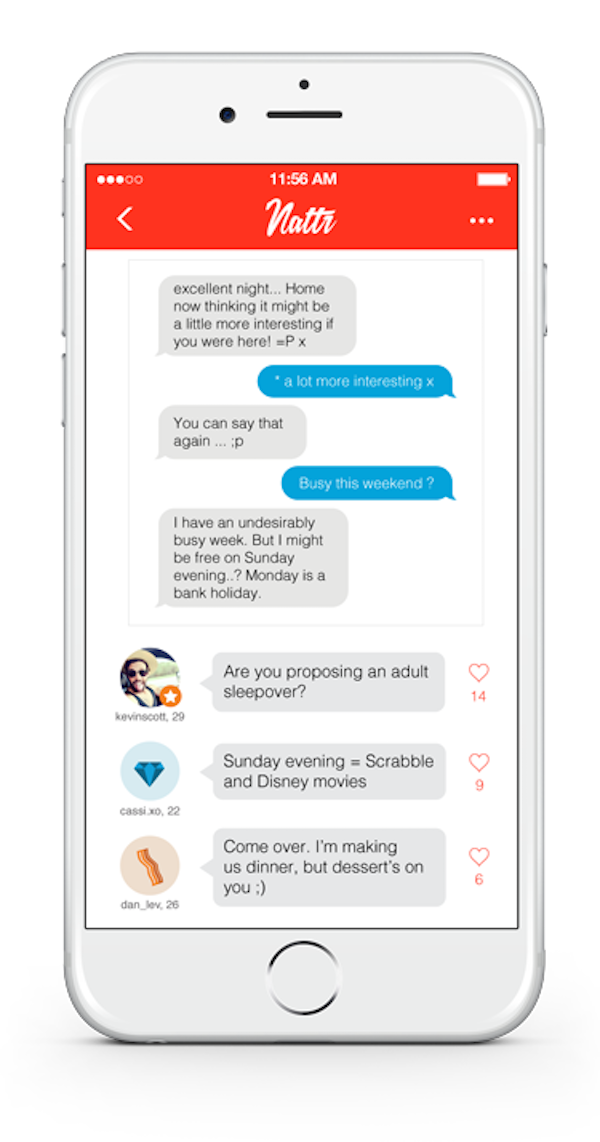 11:56 AM
Nattr
excellent night... Home
now thinking it might be
a little more interesting if
you were here! =P x
* a lot more interesting x
You can say that
again ... ;p
Busy this weekend ?
I have an undesirably
busy week. But I might
be free on Sunday
evening..? Monday is a
bank holiday.
Are you proposing an adult
sleepover?
14
kevinscott, 29
Sunday evening = Scrabble
and Disney movies
9
cassi.xo, 22
Come over. I'm making
us dinner, but dessert's on
you ;)
6
dan_lev, 26